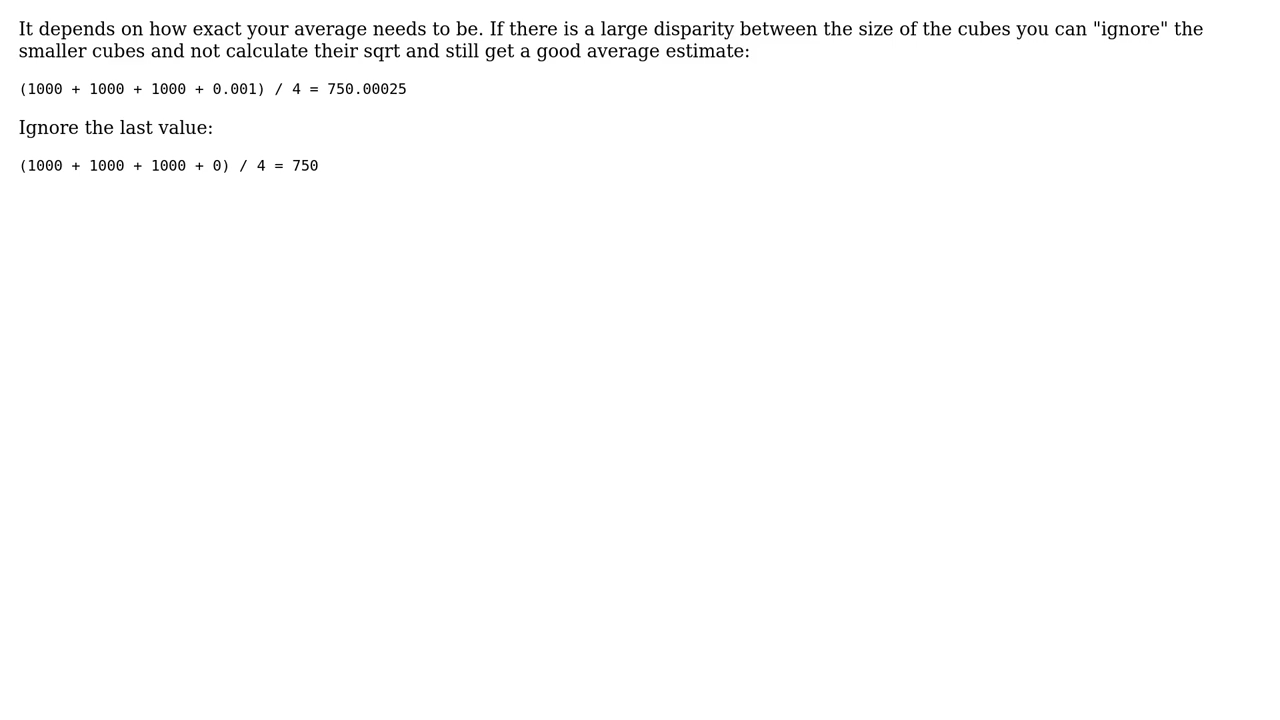 It depends on how exact your average needs to be. If there is a large disparity between the size of the cubes you can "ignore" the
smaller cubes and not calculate their sqrt and still get a good average estimate:
(1000 + 1000 + 1000 + 0.001) / 4 = 750.00025
Ignore the last value:
(1000 + 1000 + 1000 + 0) / 4 = 750